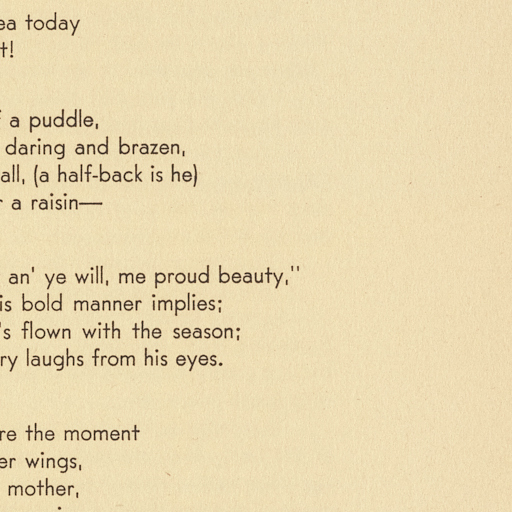 ea today
t!
a puddle,
daring and brazen,
all, (a half-back is he)
r a raisin—
an' ye will, me proud beauty,"
is bold manner implies;
's flown with the season;
ry laughs from his eyes.
re the moment
er wings,
mother,